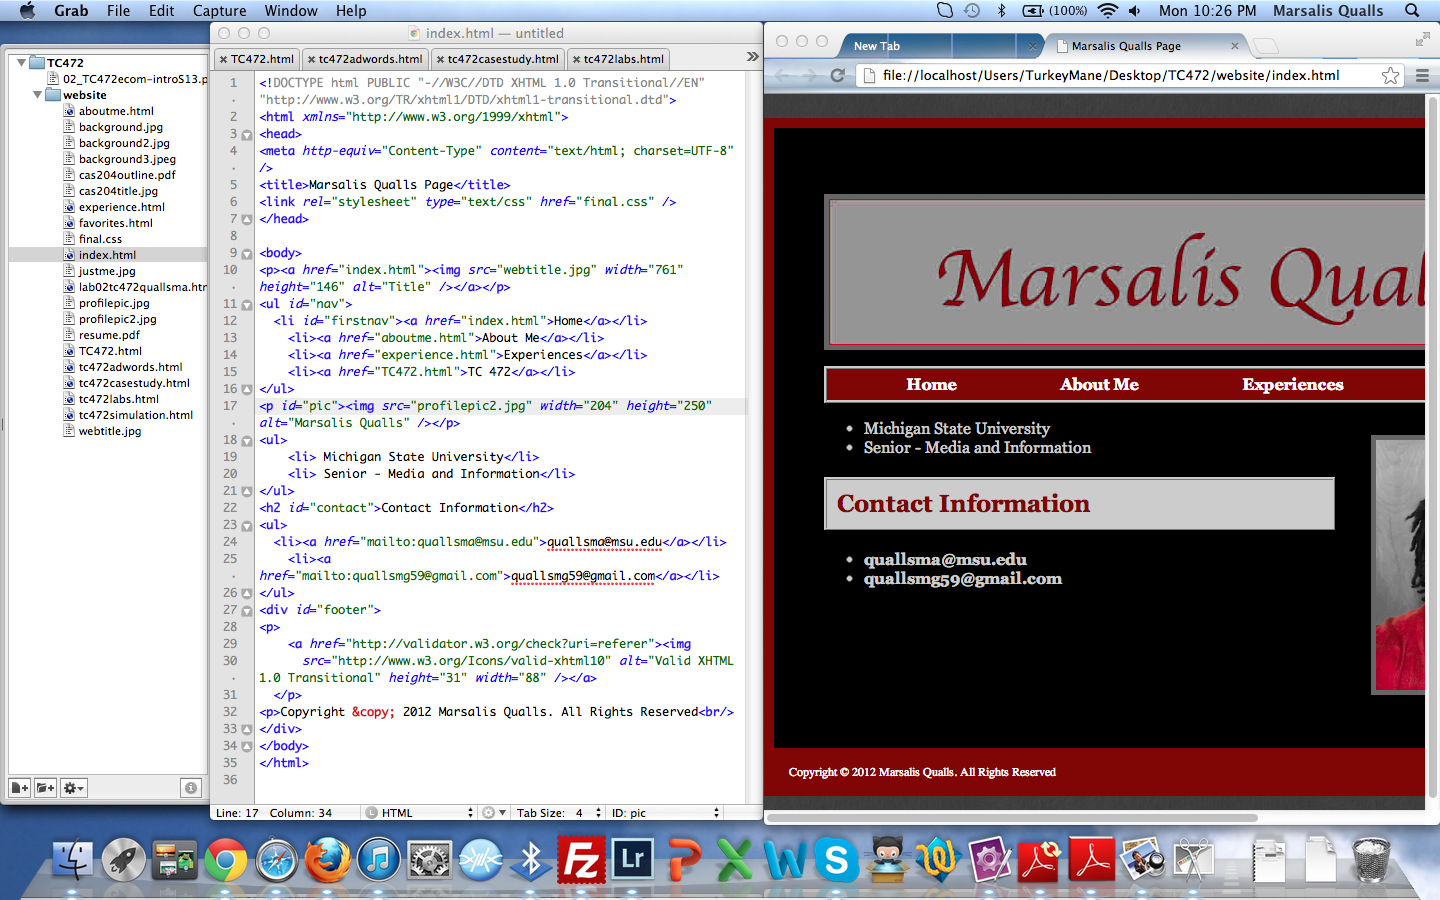 Grab File Edit Capture Window Help
(100%) Mon 10:26 PM Marsalis Qualls
TC472
02_TC472ecom-introS13.p
website
aboutme.html
background.jpg
background2.jpg
background3.jpeg
cas204outline.pdf
cas204title.jpg
experience.html
favorites.html
final.css
index.html
justme.jpg
lab02tc472quallsma.htm
profilepic.jpg
profilepic2.jpg
resume.pdf
TC472.html
tc472adwords.html
tc472casestudy.html
tc472labs.html
tc472simulation.html
webtitle.jpg
index.html — untitled
TC472.html tc472adwords.html tc472casestudy.html tc472labs.html
1 <!DOCTYPE html PUBLIC "-//W3C//DTD XHTML 1.0 Transitional//EN"
"http://www.w3.org/TR/xhtml1/DTD/xhtml1-transitional.dtd">
2 <html xmlns="http://www.w3.org/1999/xhtml">
3 <head>
4 <meta http-equiv="Content-Type" content="text/html; charset=UTF-8"
/>
5 <title>Marsalis Qualls Page</title>
6 <link rel="stylesheet" type="text/css" href="final.css" />
7 </head>
8
9 <body>
10 <p><a href="index.html"><img src="webtitle.jpg" width="761"
height="146" alt="Title" /></a></p>
11 <ul id="nav">
12 <li id="firstnav"><a href="index.html">Home</a></li>
13 <li><a href="aboutme.html">About Me</a></li>
14 <li><a href="experience.html">Experiences</a></li>
15 <li><a href="TC472.html">TC 472</a></li>
16 </ul>
17 <p id="pic"><img src="profilepic2.jpg" width="204" height="250"
alt="Marsalis Qualls" /></p>
18 <ul>
19 <li> Michigan State University</li>
20 <li> Senior - Media and Information</li>
21 </ul>
22 <h2 id="contact">Contact Information</h2>
23 <ul>
24 <li><a href="mailto:quallsma@msu.edu">quallsma@msu.edu</a></li>
25 <li><a
href="mailto:quallsmg59@gmail.com">quallsmg59@gmail.com</a></li>
26 </ul>
27 <div id="footer">
28 <p>
29 <a href="http://validator.w3.org/check?uri=referer"><img
30 src="http://www.w3.org/Icons/valid-xhtml10" alt="Valid XHTML
1.0 Transitional" height="31" width="88" /></a>
31 </p>
32 <p>Copyright &copy; 2012 Marsalis Qualls. All Rights Reserved<br/>
33 </div>
34 </body>
35 </html>
36
Line: 17 Column: 34 L HTML Tab Size: 4 ID: pic
New Tab Marsalis Qualls Page
file://localhost/Users/TurkeyMane/Desktop/TC472/website/index.html
Marsalis Qual
Home About Me Experiences
Michigan State University
Senior - Media and Information
Contact Information
quallsma@msu.edu
quallsmg59@gmail.com
Copyright © 2012 Marsalis Qualls. All Rights Reserved
Fz Lr P X W S